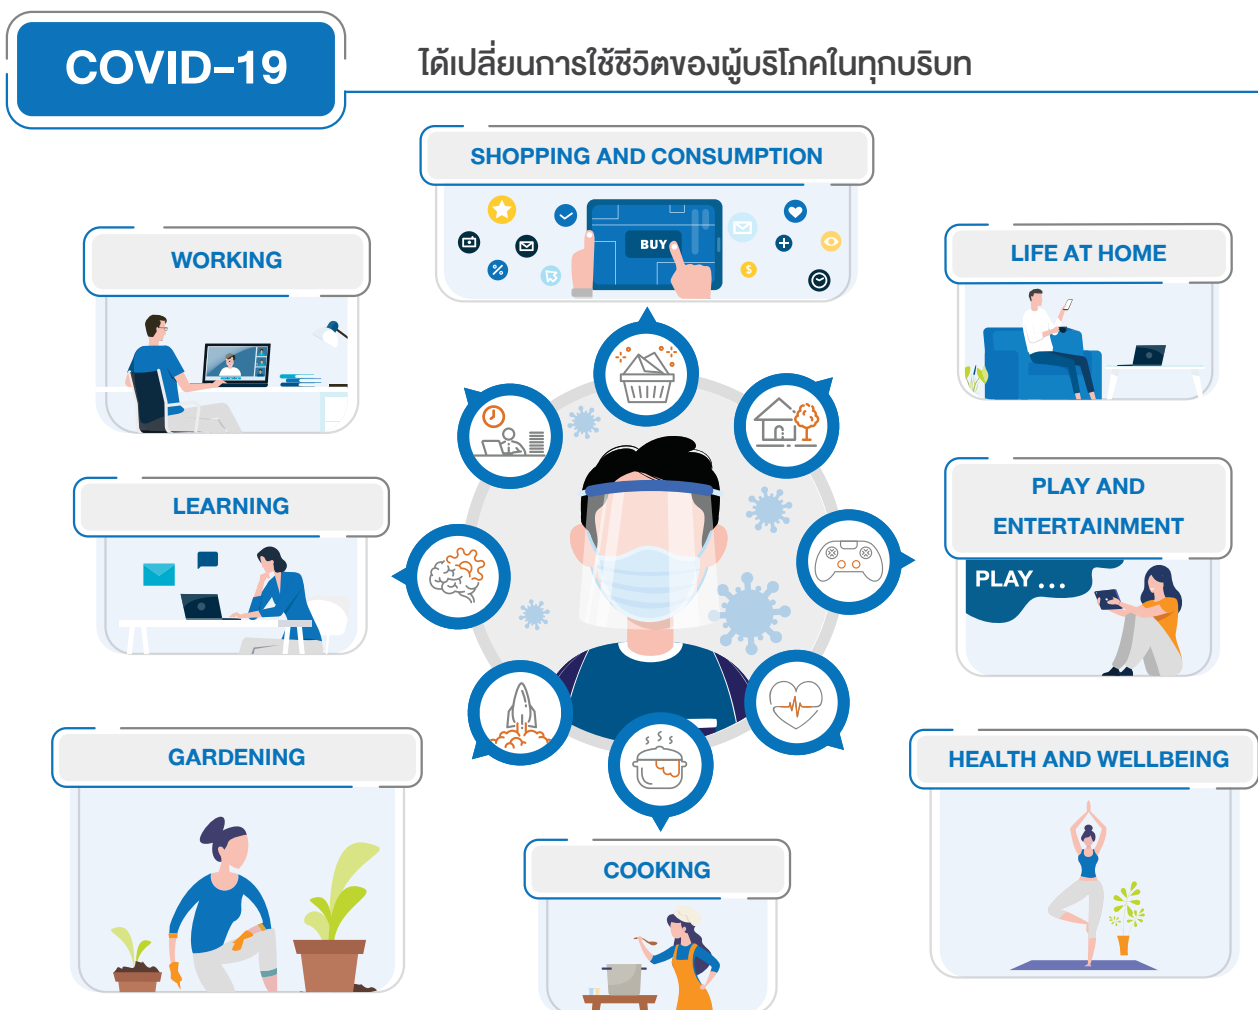 COVID-19
ได้เปลี่ยนการใช้ชีวิตของผู้บริโภคในทุกบริบท
SHOPPING AND CONSUMPTION
BUY
WORKING
LIFE AT HOME
LEARNING
PLAY AND
ENTERTAINMENT
PLAY...
GARDENING
HEALTH AND WELLBEING
COOKING